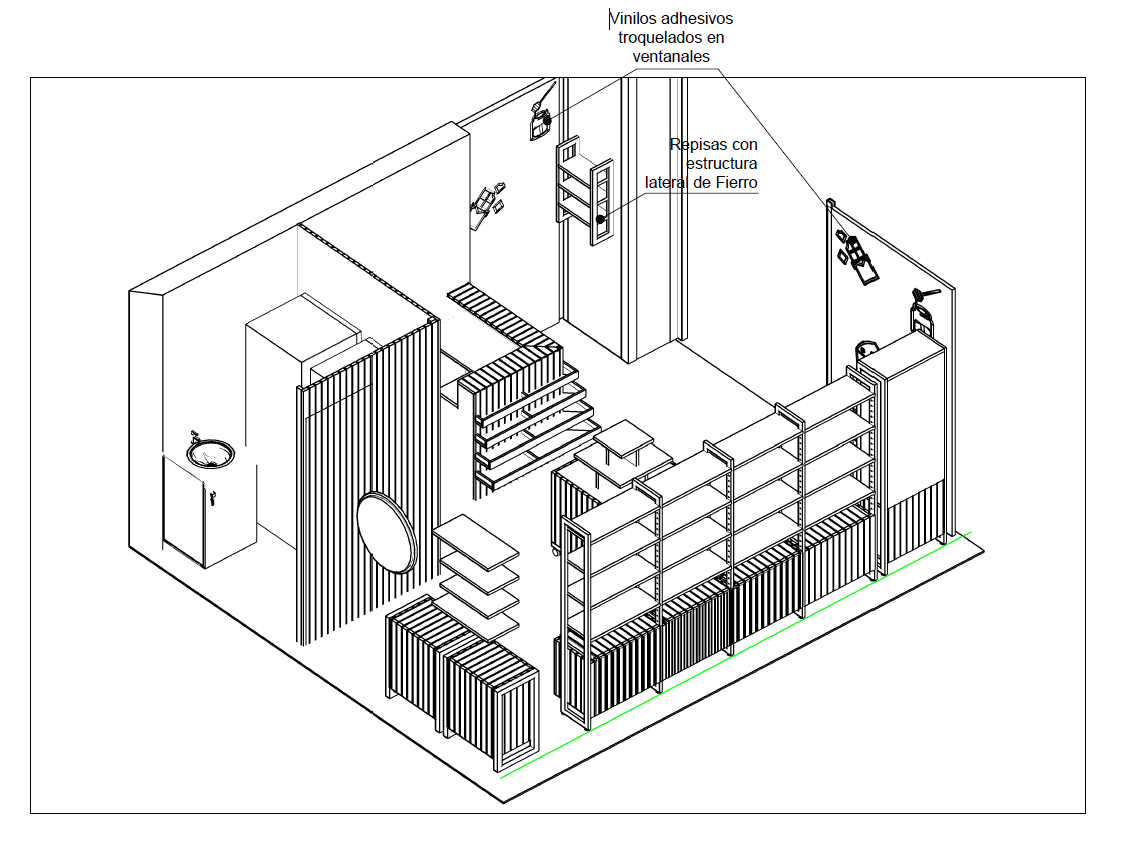 Vinilos adhesivos
troquelados en
ventanales
Repisas con
estructura
lateral de Fierro